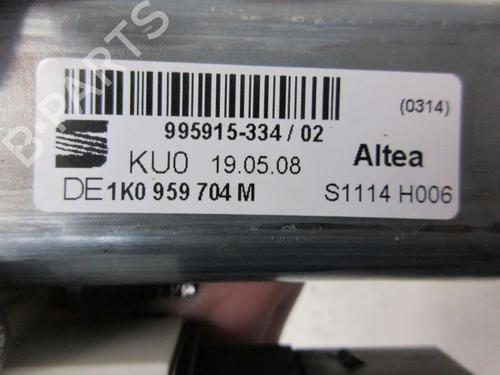 B-PARTS
(0314)
995915-334 / 02
KU0 19.05.08 Altea
DE 1K0 959 704 M S1114 H006